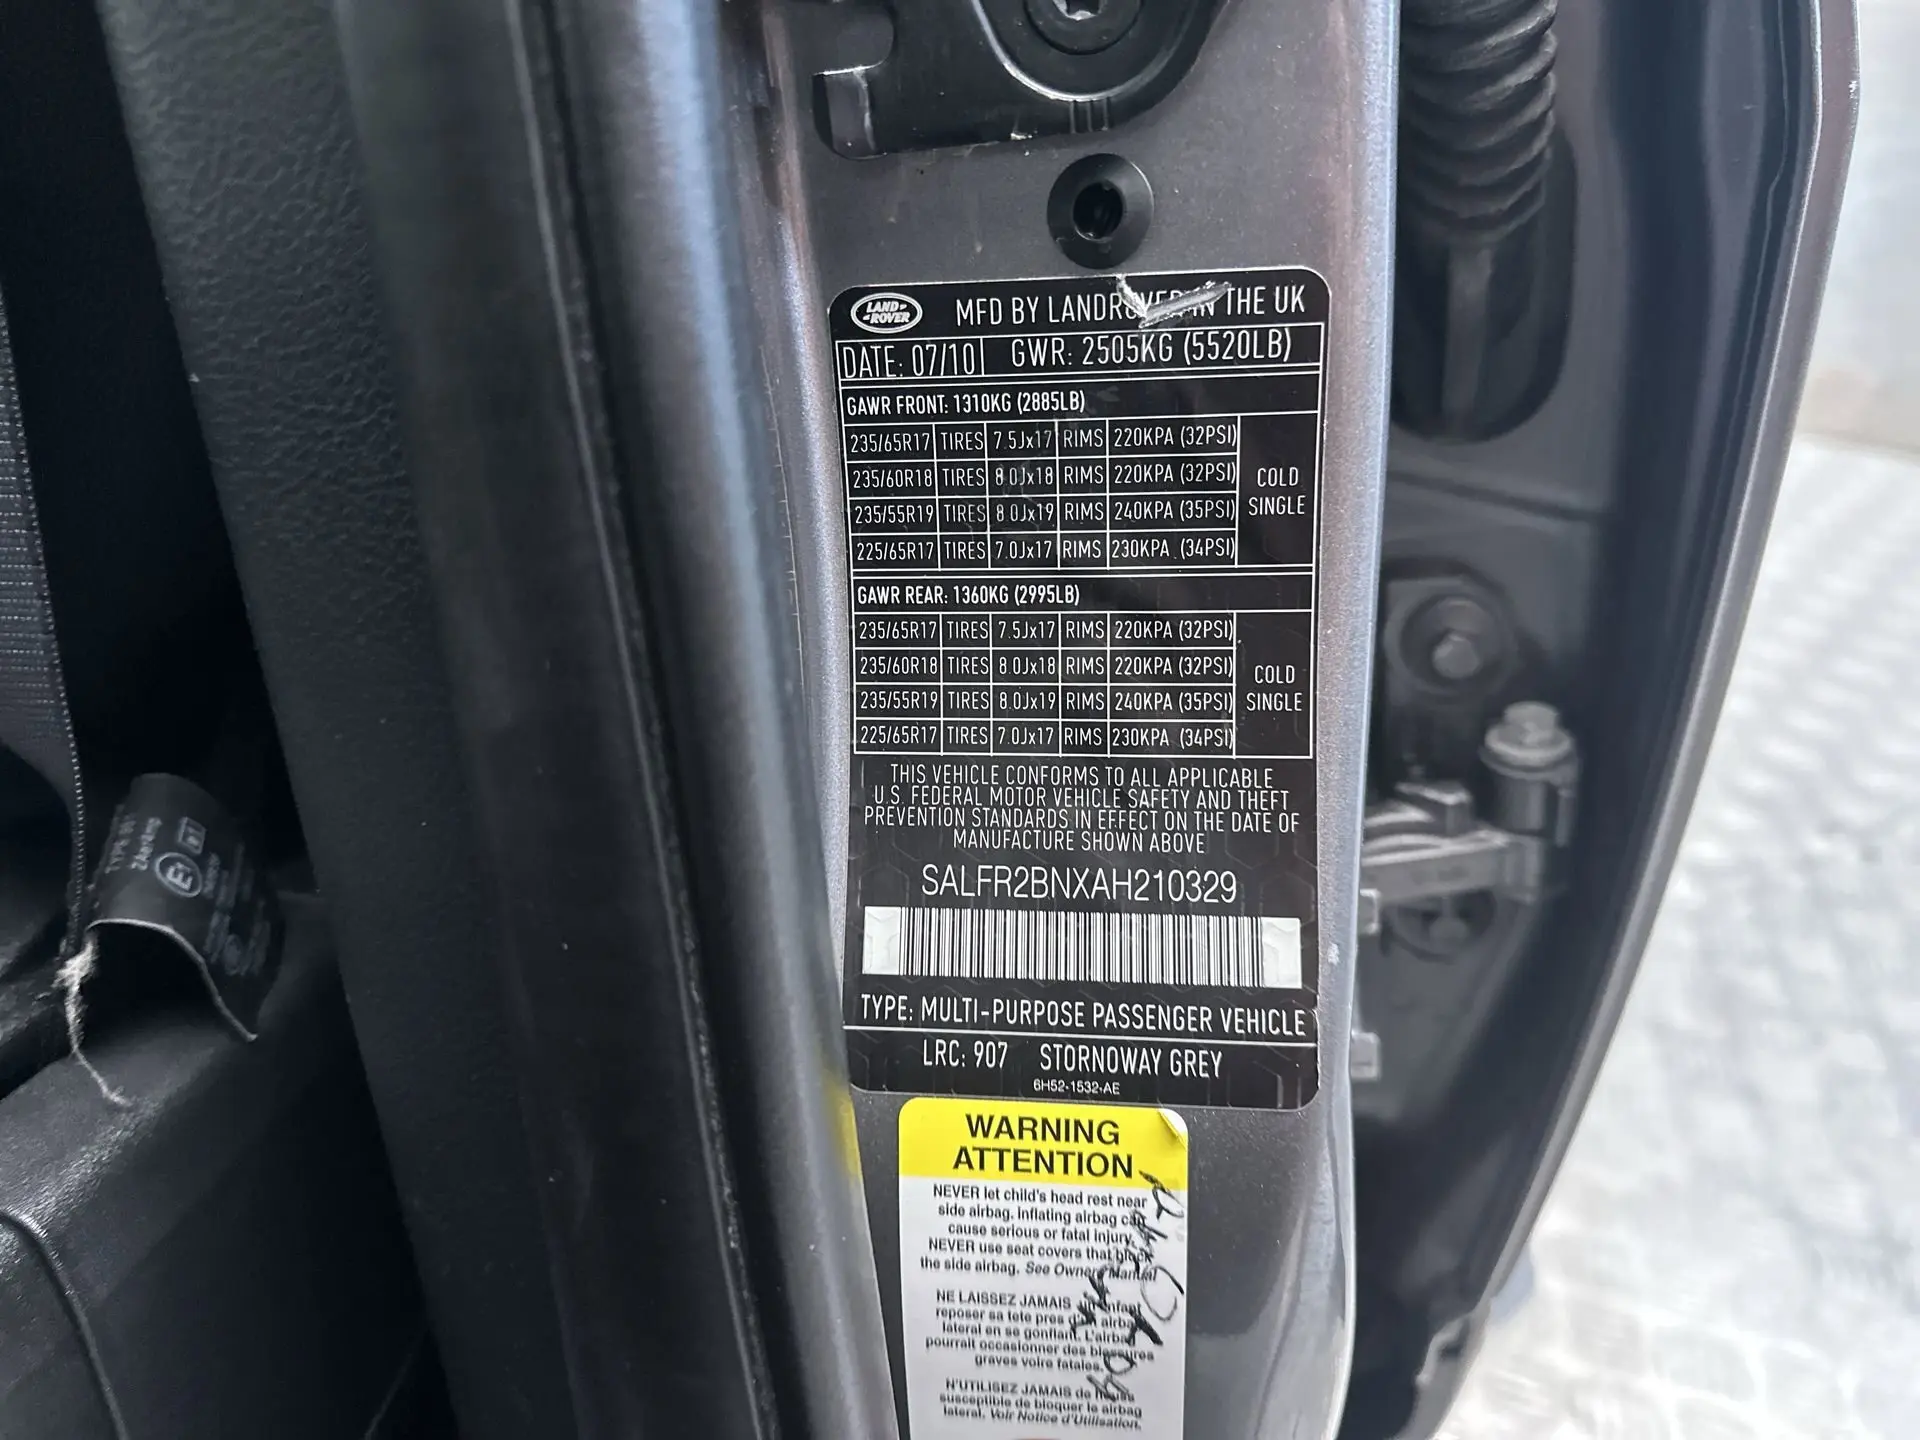 LAND-
-ROVER
MFD BY LANDROVER IN THE UK
DATE: 07/10 GWR: 2505KG (5520LB)
GAWR FRONT: 1310KG (2885LB)
235/65R17 TIRES 7.5Jx17 RIMS 220KPA (32PSI)
235/60R18 TIRES 8.0Jx18 RIMS 220KPA (32PSI)
235/55R19 TIRES 8.0Jx19 RIMS 240KPA (35PSI)
225/65R17 TIRES 7.0Jx17 RIMS 230KPA (34PSI)
COLD
SINGLE
GAWR REAR: 1360KG (2995LB)
235/65R17 TIRES 7.5Jx17 RIMS 220KPA (32PSI)
235/60R18 TIRES 8.0Jx18 RIMS 220KPA (32PSI)
235/55R19 TIRES 8.0Jx19 RIMS 240KPA (35PSI)
225/65R17 TIRES 7.0Jx17 RIMS 230KPA (34PSI)
COLD
SINGLE
THIS VEHICLE CONFORMS TO ALL APPLICABLE
U.S. FEDERAL MOTOR VEHICLE SAFETY AND THEFT
PREVENTION STANDARDS IN EFFECT ON THE DATE OF
MANUFACTURE SHOWN ABOVE
SALFR2BNXAH210329
TYPE: MULTI-PURPOSE PASSENGER VEHICLE
LRC: 907 STORNOWAY GREY
6H52-1532-AE
WARNING
ATTENTION
NEVER let child's head rest near
side airbag. Inflating airbag can
cause serious or fatal injury.
NEVER use seat covers that block
the side airbag. See Owners Manual
NE LAISSEZ JAMAIS un enfant
reposer sa tete pres d'un airbag
lateral en se gonflant. L'airbag
pourrait occasionner des blessures
graves voire fatales.
N'UTILISEZ JAMAIS de housse
susceptible de bloquer le airbag
lateral. Voir Notice d'Utilisation.